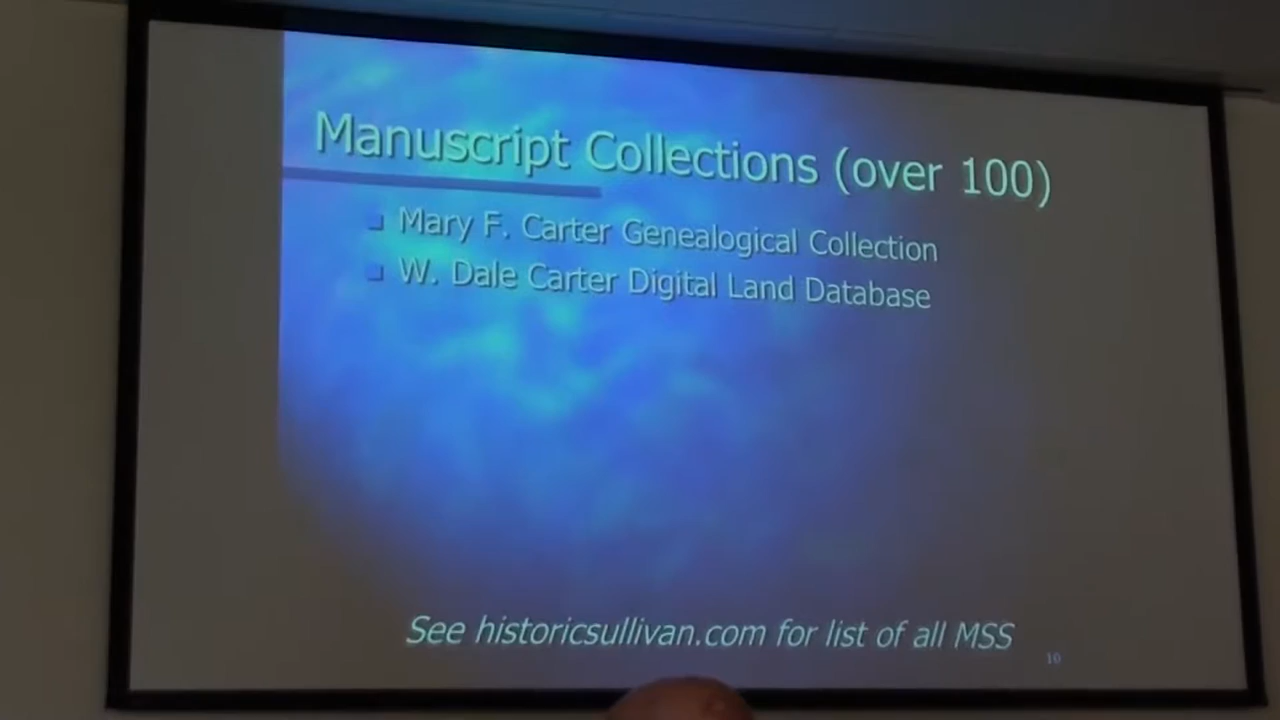 Manuscript Collections (over 100)
Mary F. Carter Genealogical Collection
W. Dale Carter Digital Land Database
See historicsullivan.com for list of all MSS
10